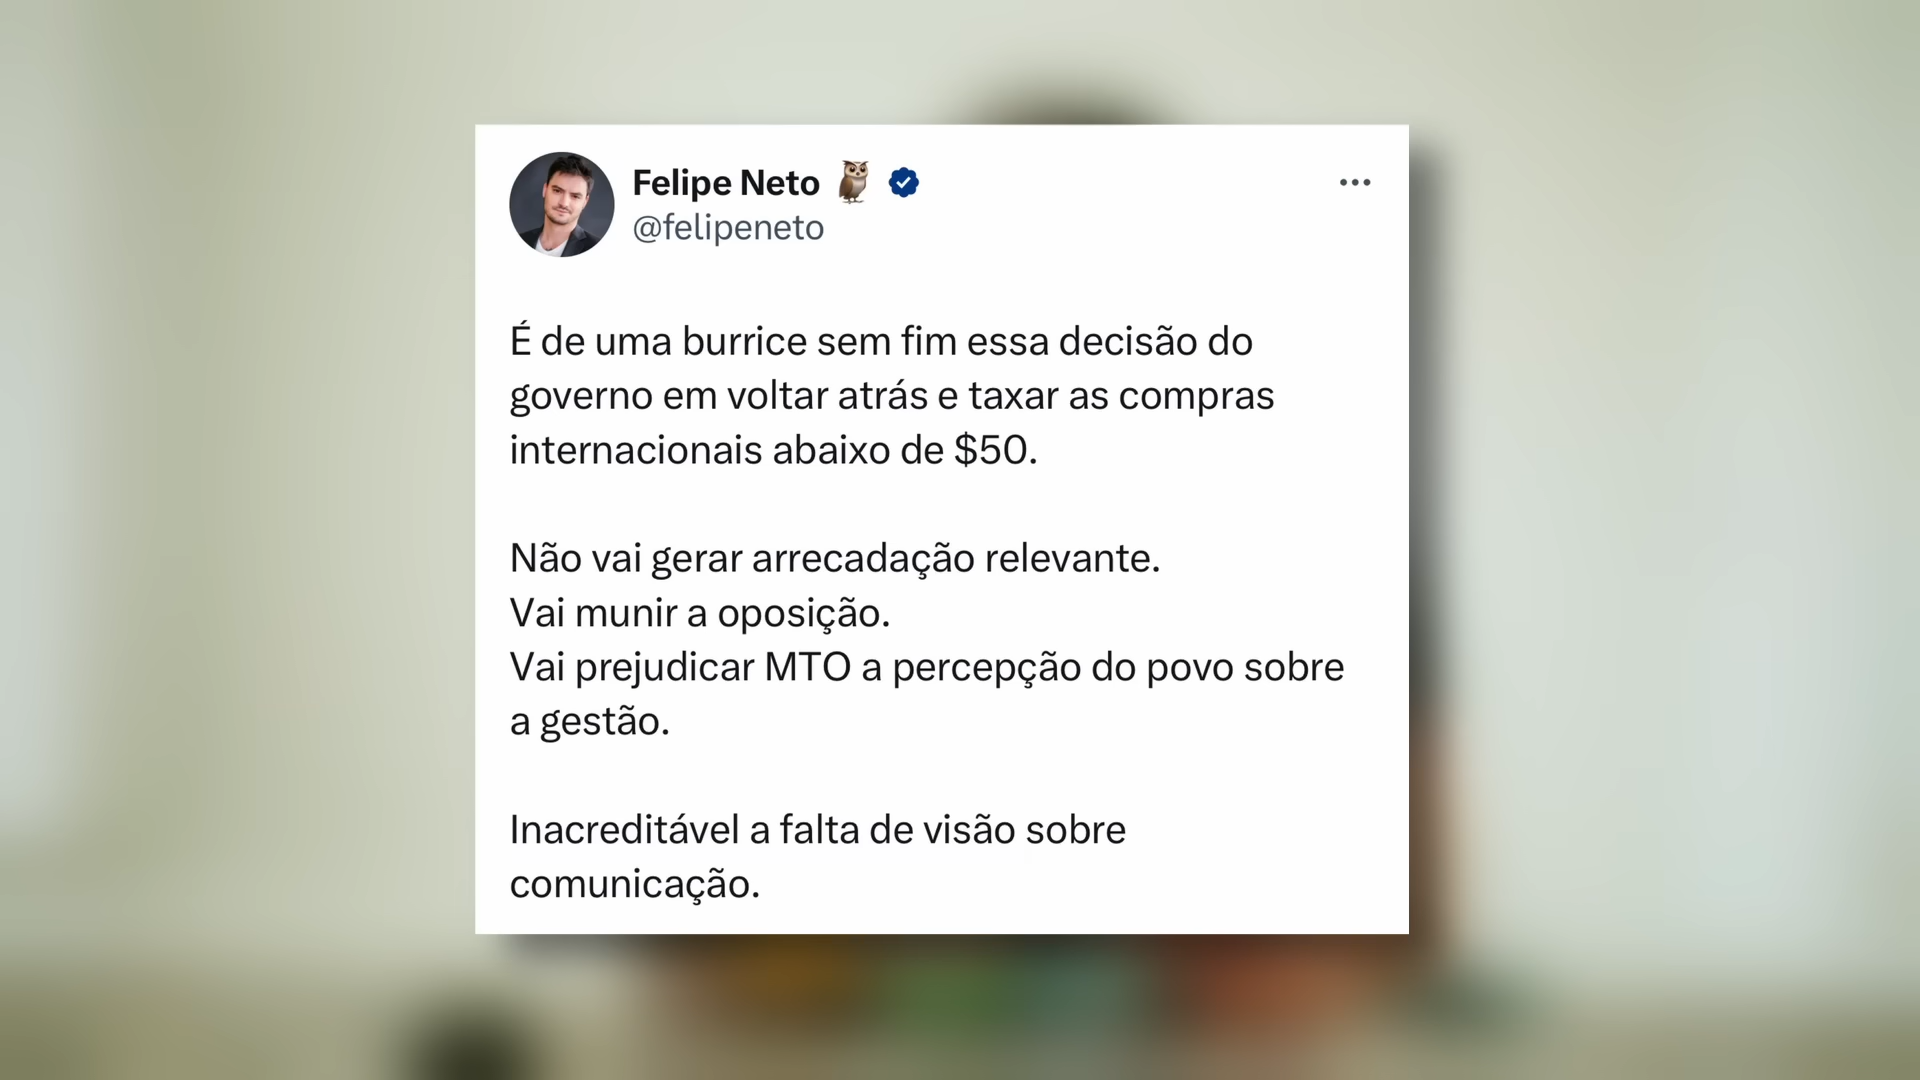 Felipe Neto 🦉
@felipeneto
É de uma burrice sem fim essa decisão do
governo em voltar atrás e taxar as compras
internacionais abaixo de $50.
Não vai gerar arrecadação relevante.
Vai munir a oposição.
Vai prejudicar MTO a percepção do povo sobre
a gestão.
Inacreditável a falta de visão sobre
comunicação.